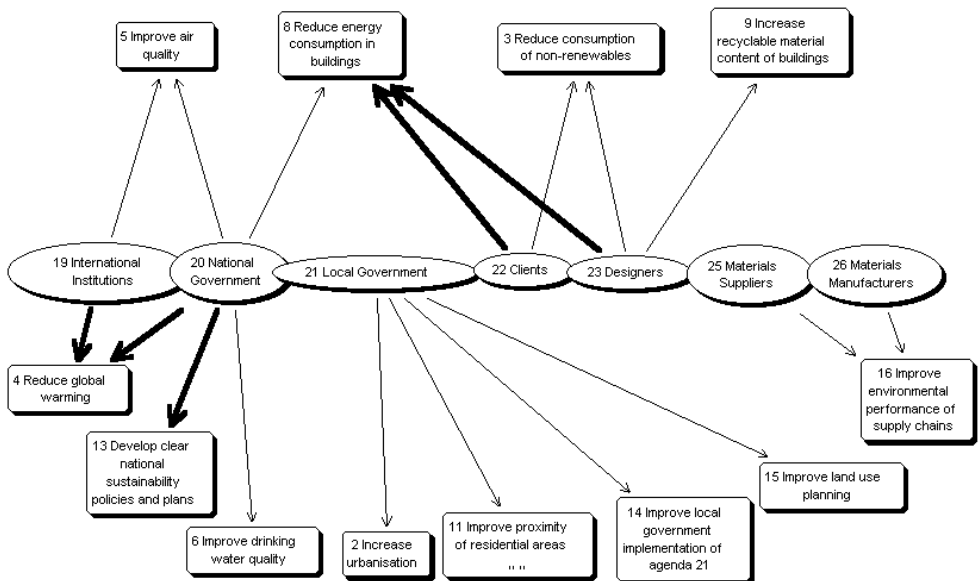 5 Improve air
quality
8 Reduce energy
consumption in
buildings
3 Reduce consumption
of non-renewables
9 Increase
recyclable material
content of buildings
19 International
Institutions
20 National
Government
21 Local Government
22 Clients
23 Designers
25 Materials
Suppliers
26 Materials
Manufacturers
4 Reduce global
warming
16 Improve
environmental
performance of
supply chains
13 Develop clear
national
sustainability
policies and plans
15 Improve land use
planning
6 Improve drinking
water quality
2 Increase
urbanisation
11 Improve proximity
of residential areas
,, ,,
14 Improve local
government
implementation of
agenda 21